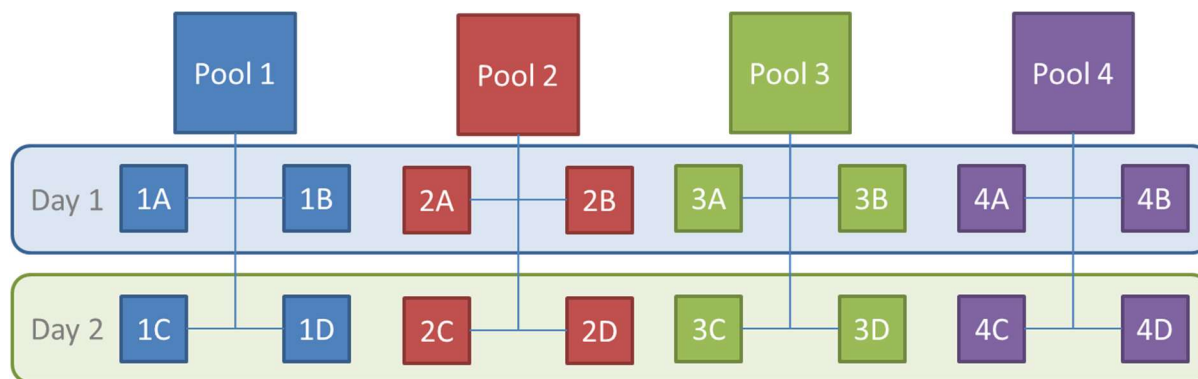 Pool 1 Pool 2 Pool 3 Pool 4
Day 1 1A 1B 2A 2B 3A 3B 4A 4B
Day 2 1C 1D 2C 2D 3C 3D 4C 4D